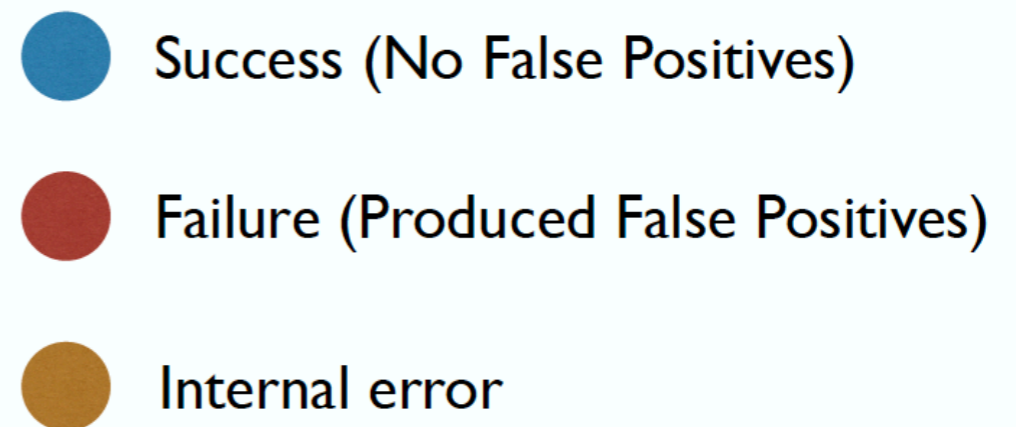 Success (No False Positives)
Failure (Produced False Positives)
Internal error